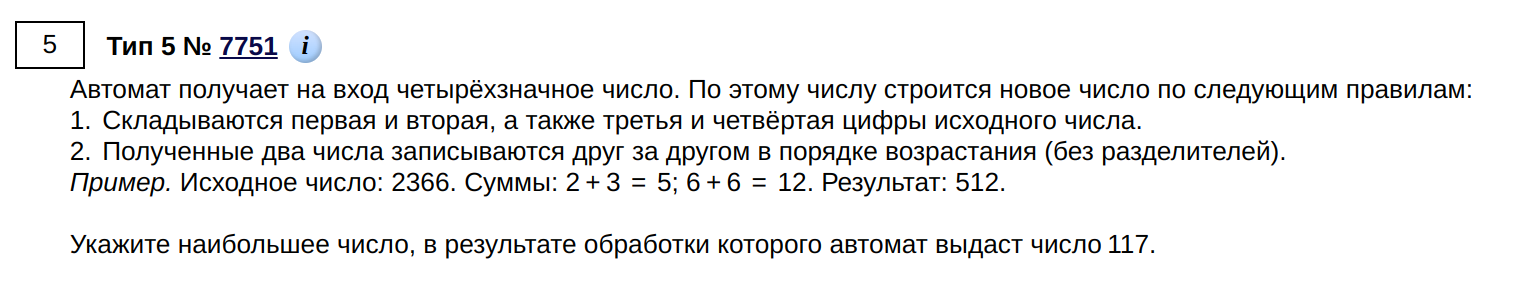 5 Тип 5 № 7751 i
Автомат получает на вход четырёхзначное число. По этому числу строится новое число по следующим правилам:
1. Складываются первая и вторая, а также третья и четвёртая цифры исходного числа.
2. Полученные два числа записываются друг за другом в порядке возрастания (без разделителей).
Пример. Исходное число: 2366. Суммы: 2 + 3 = 5; 6 + 6 = 12. Результат: 512.
Укажите наибольшее число, в результате обработки которого автомат выдаст число 117.